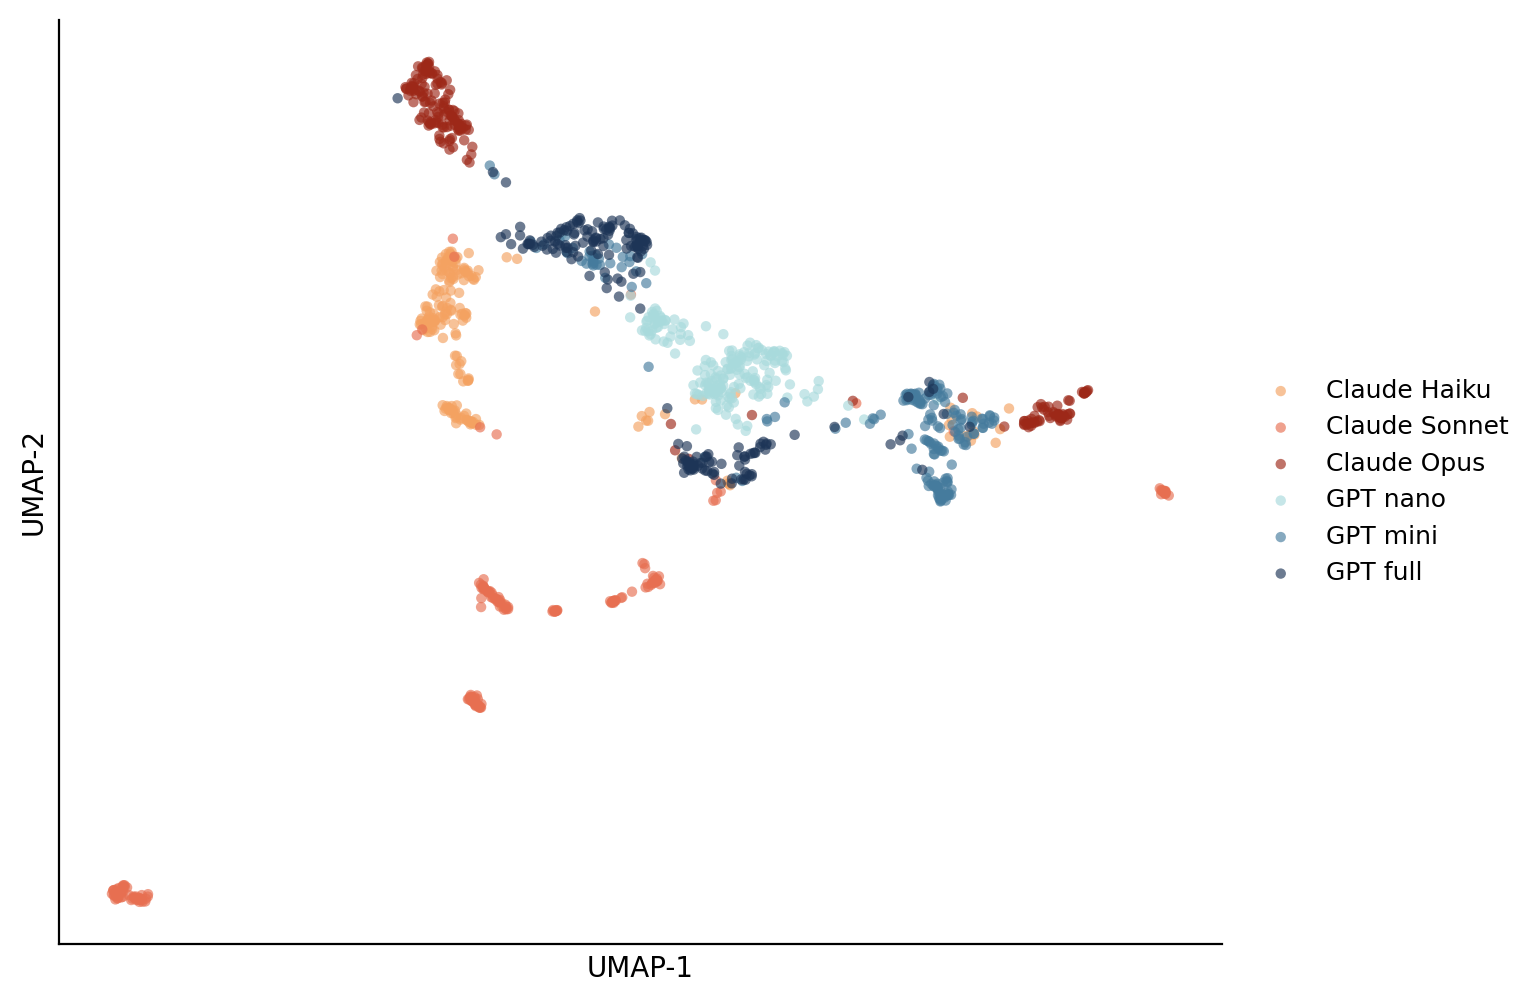 UMAP-2
UMAP-1
Claude Haiku
Claude Sonnet
Claude Opus
GPT nano
GPT mini
GPT full